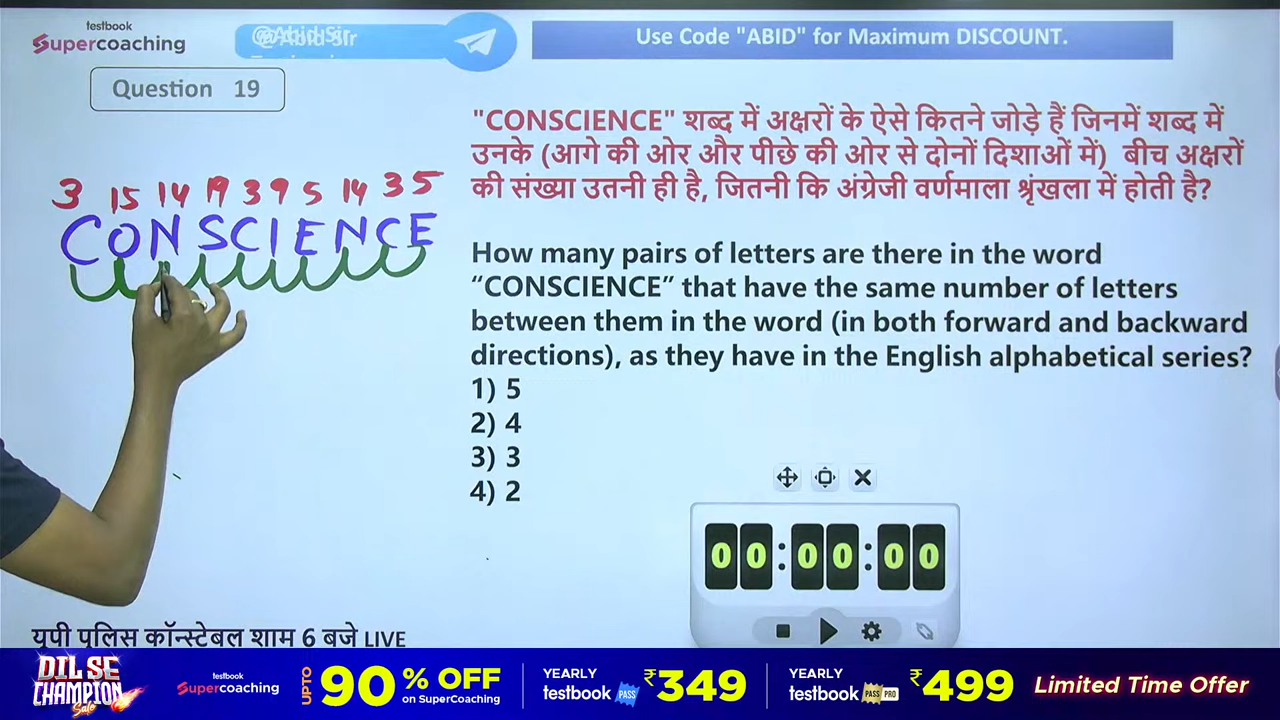 testbook
Supercoaching
@Abid Sir
Use Code "ABID" for Maximum DISCOUNT.
Question 19
"CONSCIENCE" शब्द में अक्षरों के ऐसे कितने जोड़े हैं जिनमें शब्द में
उनके (आगे की ओर और पीछे की ओर से दोनों दिशाओं में) बीच अक्षरों
की संख्या उतनी ही है, जितनी कि अंग्रेजी वर्णमाला श्रृंखला में होती है?
3 15 14 19 3 9 5 14 3 5
CONSCIENCE
How many pairs of letters are there in the word
“CONSCIENCE” that have the same number of letters
between them in the word (in both forward and backward
directions), as they have in the English alphabetical series?
1) 5
2) 4
3) 3
4) 2
00:00:00
यूपी पुलिस कॉन्स्टेबल शाम 6 बजे LIVE
DIL SE
CHAMPION
Sale
testbook
Supercoaching
UPTO 90% OFF
on SuperCoaching
YEARLY
testbook PASS ₹349
YEARLY
testbook PASS PRO ₹499
Limited Time Offer